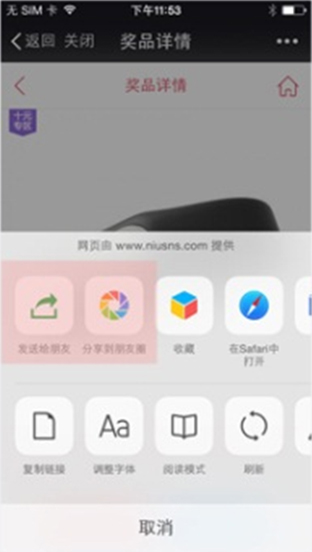 无 SIM 卡 下午11:53
返回 关闭 奖品详情
奖品详情
十元
专区
网页由 www.niusns.com 提供
发送给朋友 分享到朋友圈 收藏 在Safari中
打开
Aa
复制链接 调整字体 阅读模式 刷新
取消